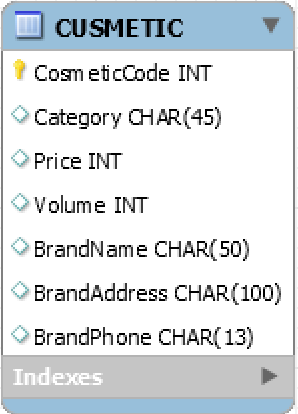 CUSMETIC
CosmeticCode INT
Category CHAR(45)
Price INT
Volume INT
BrandName CHAR(50)
BrandAddress CHAR(100)
BrandPhone CHAR(13)
Indexes